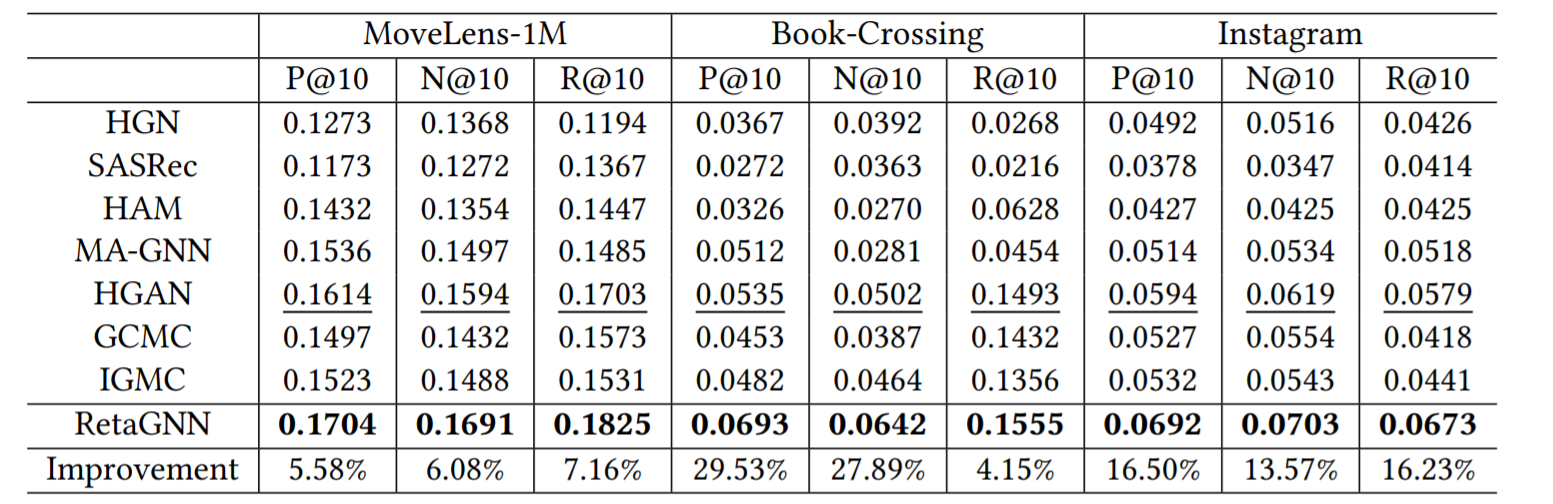 MoveLens-1M Book-Crossing Instagram
P@10 N@10 R@10 P@10 N@10 R@10 P@10 N@10 R@10
HGN 0.1273 0.1368 0.1194 0.0367 0.0392 0.0268 0.0492 0.0516 0.0426
SASRec 0.1173 0.1272 0.1367 0.0272 0.0363 0.0216 0.0378 0.0347 0.0414
HAM 0.1432 0.1354 0.1447 0.0326 0.0270 0.0628 0.0427 0.0425 0.0425
MA-GNN 0.1536 0.1497 0.1485 0.0512 0.0281 0.0454 0.0514 0.0534 0.0518
HGAN 0.1614 0.1594 0.1703 0.0535 0.0502 0.1493 0.0594 0.0619 0.0579
GCMC 0.1497 0.1432 0.1573 0.0453 0.0387 0.1432 0.0527 0.0554 0.0418
IGMC 0.1523 0.1488 0.1531 0.0482 0.0464 0.1356 0.0532 0.0543 0.0441
RetaGNN 0.1704 0.1691 0.1825 0.0693 0.0642 0.1555 0.0692 0.0703 0.0673
Improvement 5.58% 6.08% 7.16% 29.53% 27.89% 4.15% 16.50% 13.57% 16.23%